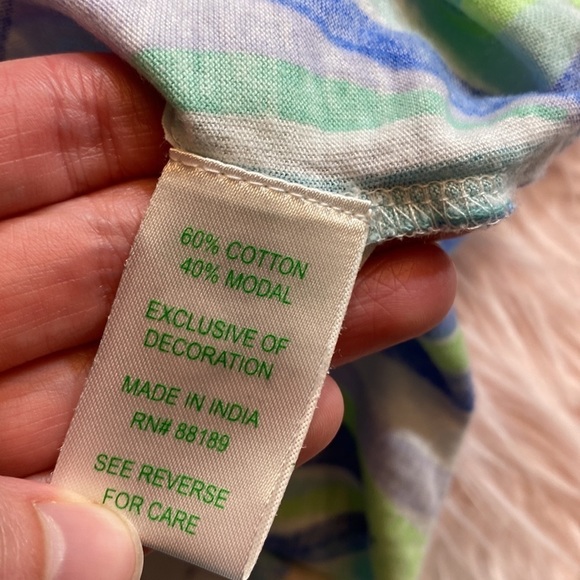 60% COTTON
40% MODAL
EXCLUSIVE OF
DECORATION
MADE IN INDIA
RN# 88189
SEE REVERSE
FOR CARE